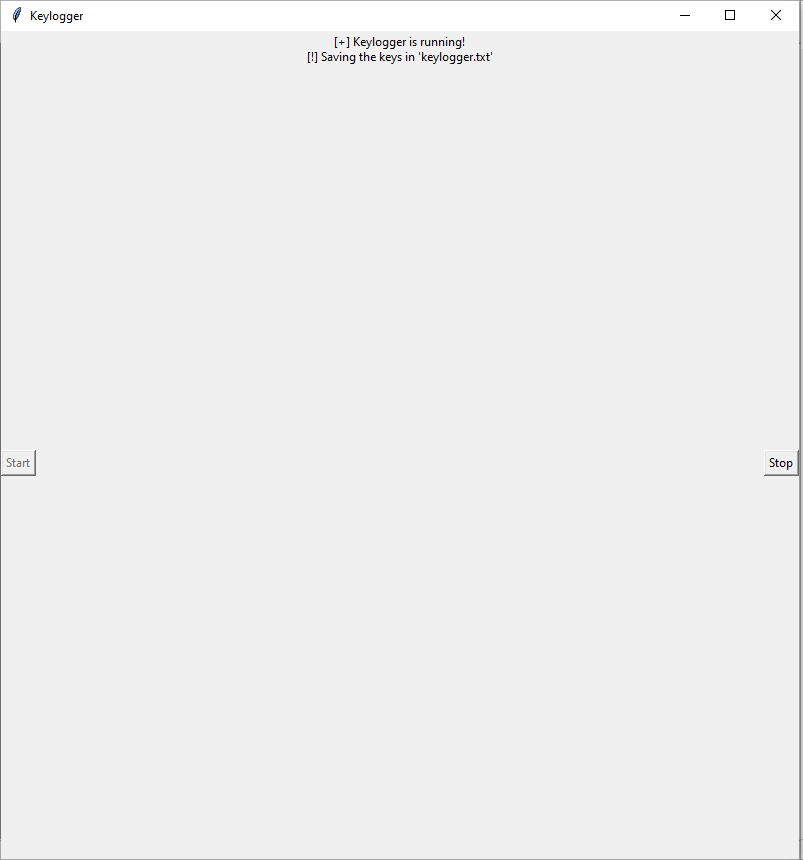 Keylogger
[+] Keylogger is running!
[!] Saving the keys in 'keylogger.txt'
Start
Stop